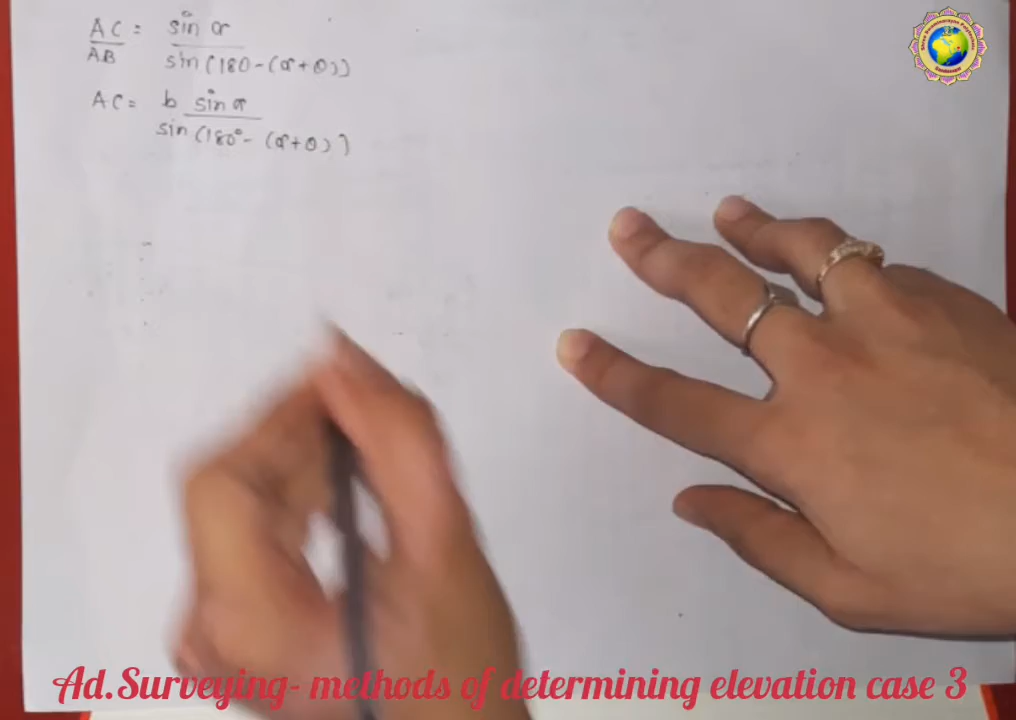 AC = sin α
AB sin(180-(α+θ))
AC = b sin α
sin (180°- (α+θ))
Ad.Surveying- methods of determining elevation case 3